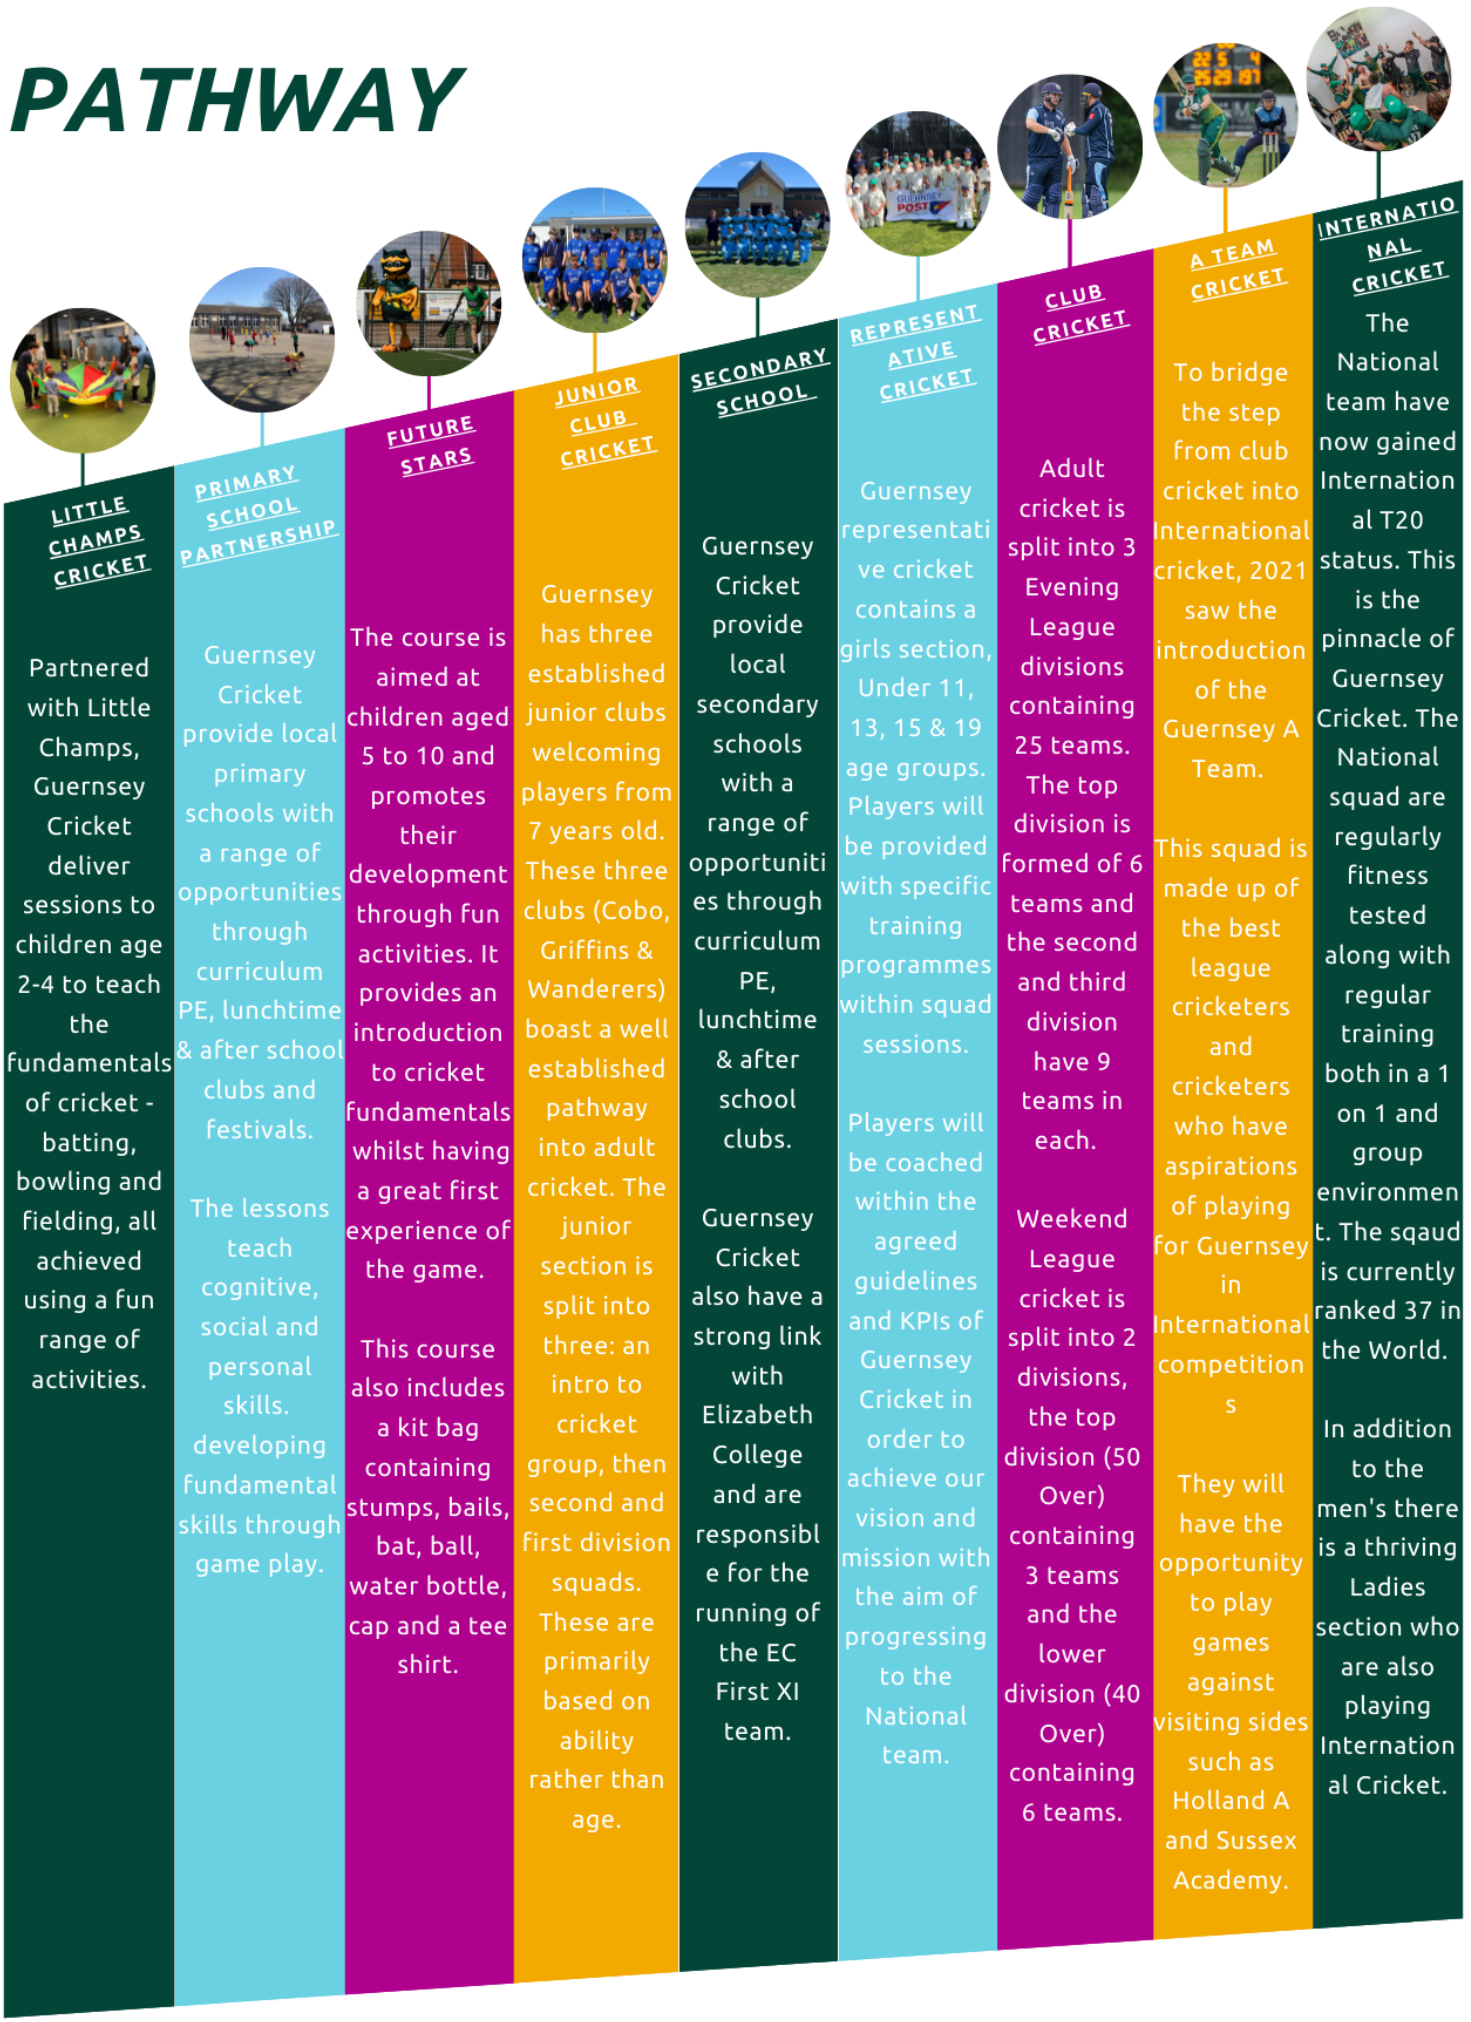 PATHWAY
22 5 4
25 29 197
GUERNSEY
POST
LITTLE
CHAMPS
CRICKET
Partnered
with Little
Champs,
Guernsey
Cricket
deliver
sessions to
children age
2-4 to teach
the
fundamentals
of cricket -
batting,
bowling and
fielding, all
achieved
using a fun
range of
activities.
PRIMARY
SCHOOL
PARTNERSHIP
Guernsey
Cricket
provide local
primary
schools with
a range of
opportunities
through
curriculum
PE, lunchtime
& after school
clubs and
festivals.
The lessons
teach
cognitive,
social and
personal
skills.
developing
fundamental
skills through
game play.
FUTURE
STARS
The course is
aimed at
children aged
5 to 10 and
promotes
their
development
through fun
activities. It
provides an
introduction
to cricket
fundamentals
whilst having
a great first
experience of
the game.
This course
also includes
a kit bag
containing
stumps, bails,
bat, ball,
water bottle,
cap and a tee
shirt.
JUNIOR
CLUB
CRICKET
Guernsey
has three
established
junior clubs
welcoming
players from
7 years old.
These three
clubs (Cobo,
Griffins &
Wanderers)
boast a well
established
pathway
into adult
cricket. The
junior
section is
split into
three: an
intro to
cricket
group, then
second and
first division
squads.
These are
primarily
based on
ability
rather than
age.
SECONDARY
SCHOOL
Guernsey
Cricket
provide
local
secondary
schools
with a
range of
opportuniti
es through
curriculum
PE,
lunchtime
& after
school
clubs.
Guernsey
Cricket
also have a
strong link
with
Elizabeth
College
and are
responsibl
e for the
running of
the EC
First XI
team.
REPRESENT
ATIVE
CRICKET
Guernsey
representati
ve cricket
contains a
girls section,
Under 11,
13, 15 & 19
age groups.
Players will
be provided
with specific
training
programmes
within squad
sessions.
Players will
be coached
within the
agreed
guidelines
and KPIs of
Guernsey
Cricket in
order to
achieve our
vision and
mission with
the aim of
progressing
to the
National
team.
CLUB
CRICKET
Adult
cricket is
split into 3
Evening
League
divisions
containing
25 teams.
The top
division is
formed of 6
teams and
the second
and third
division
have 9
teams in
each.
Weekend
League
cricket is
split into 2
divisions,
the top
division (50
Over)
containing
3 teams
and the
lower
division (40
Over)
containing
6 teams.
A TEAM
CRICKET
To bridge
the step
from club
cricket into
International
cricket, 2021
saw the
introduction
of the
Guernsey A
Team.
This squad is
made up of
the best
league
cricketers
and
cricketers
who have
aspirations
of playing
for Guernsey
in
International
competition
s
They will
have the
opportunity
to play
games
against
visiting sides
such as
Holland A
and Sussex
Academy.
INTERNATIO
NAL
CRICKET
The
National
team have
now gained
Internation
al T20
status. This
is the
pinnacle of
Guernsey
Cricket. The
National
squad are
regularly
fitness
tested
along with
regular
training
both in a 1
on 1 and
group
environmen
t. The sqaud
is currently
ranked 37 in
the World.
In addition
to the
men's there
is a thriving
Ladies
section who
are also
playing
Internation
al Cricket.